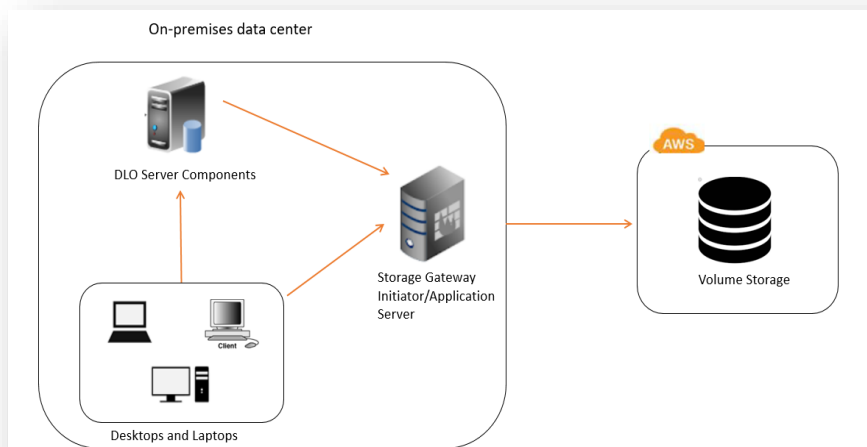 On-premises data center
DLO Server Components
AWS
Storage Gateway
Initiator/Application
Server
Volume Storage
Client
Desktops and Laptops